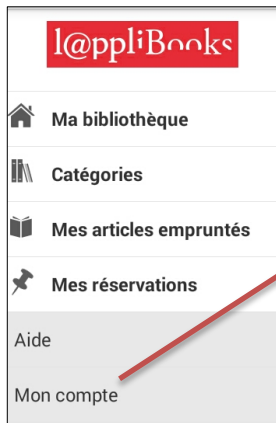 l@ppliBooks
Ma bibliothèque
Catégories
Mes articles empruntés
Mes réservations
Aide
Mon compte